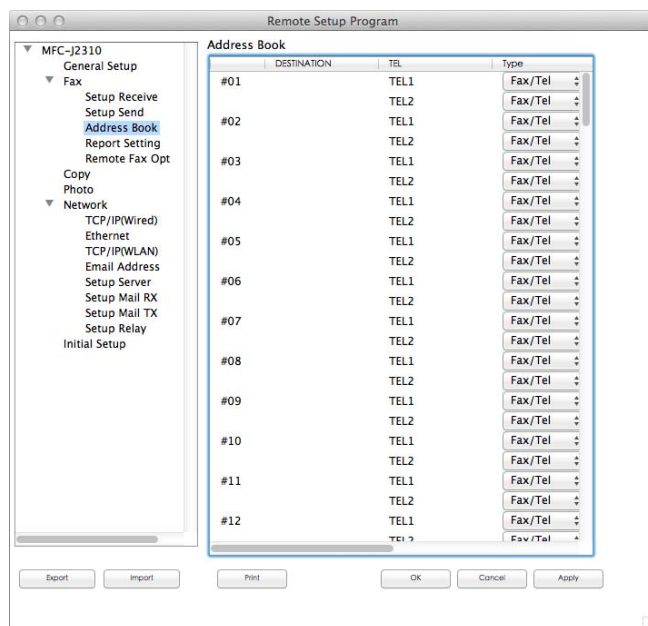 Remote Setup Program
MFC-J2310
General Setup
Fax
Setup Receive
Setup Send
Address Book
Report Setting
Remote Fax Opt
Copy
Photo
Network
TCP/IP(Wired)
Ethernet
TCP/IP(WLAN)
Email Address
Setup Server
Setup Mail RX
Setup Mail TX
Setup Relay
Initial Setup
Address Book
DESTINATION TEL Type
#01 TEL1 Fax/Tel
TEL2 Fax/Tel
#02 TEL1 Fax/Tel
TEL2 Fax/Tel
#03 TEL1 Fax/Tel
TEL2 Fax/Tel
#04 TEL1 Fax/Tel
TEL2 Fax/Tel
#05 TEL1 Fax/Tel
TEL2 Fax/Tel
#06 TEL1 Fax/Tel
TEL2 Fax/Tel
#07 TEL1 Fax/Tel
TEL2 Fax/Tel
#08 TEL1 Fax/Tel
TEL2 Fax/Tel
#09 TEL1 Fax/Tel
TEL2 Fax/Tel
#10 TEL1 Fax/Tel
TEL2 Fax/Tel
#11 TEL1 Fax/Tel
TEL2 Fax/Tel
#12 TEL1 Fax/Tel
TEL2 Fax/Tel
Export Import Print OK Cancel Apply